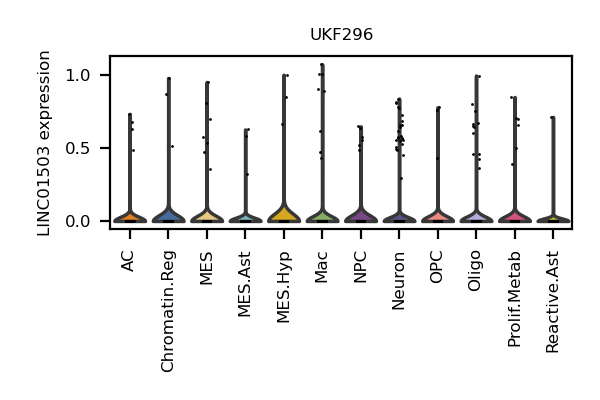 UKF296
LINC01503 expression
1.0
0.5
0.0
AC
Chromatin.Reg
MES
MES.Ast
MES.Hyp
Mac
NPC
Neuron
OPC
Oligo
Prolif.Metab
Reactive.Ast